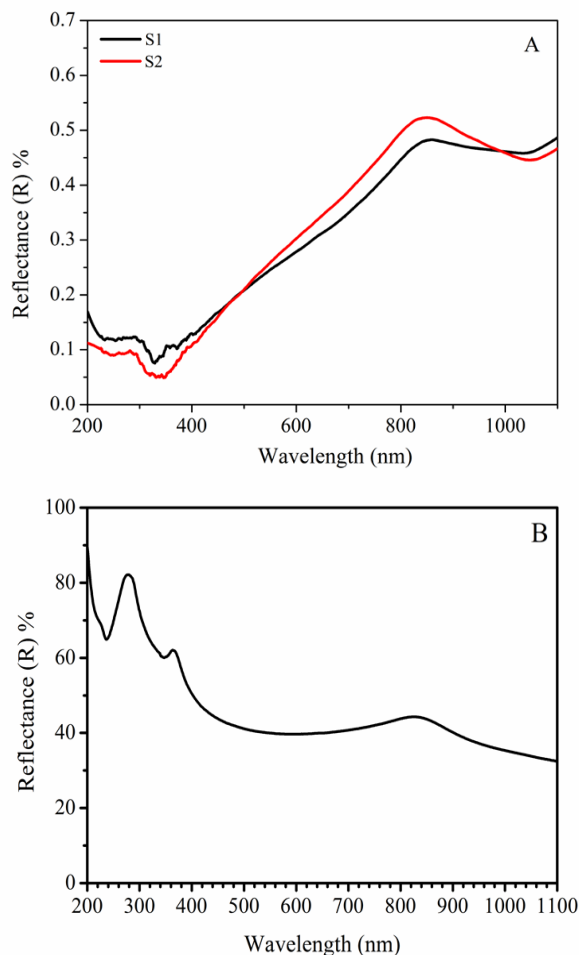 0.7
S1
A
S2
0.6
0.5
0.4
0.3
0.2
0.1
0.0
Reflectance (R) %
200 400 600 800 1000
Wavelength (nm)
100
B
80
60
40
20
0
Reflectance (R) %
200 300 400 500 600 700 800 900 1000 1100
Wavelength (nm)